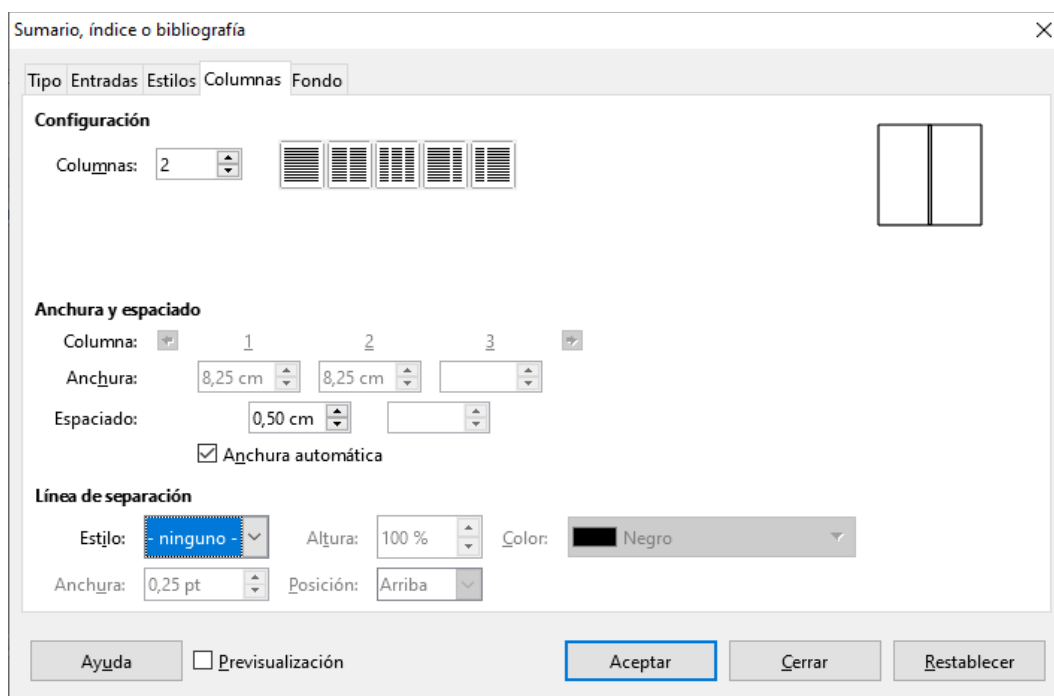 Sumario, índice o bibliografía
Tipo Entradas Estilos Columnas Fondo
Configuración
Columnas: 2
Anchura y espaciado
Columna: 1 2 3
Anchura: 8,25 cm 8,25 cm
Espaciado: 0,50 cm
Anchura automática
Línea de separación
Estilo: - ninguno - Altura: 100 % Color: Negro
Anchura: 0,25 pt Posición: Arriba
Ayuda Previsualización Aceptar Cerrar Restablecer